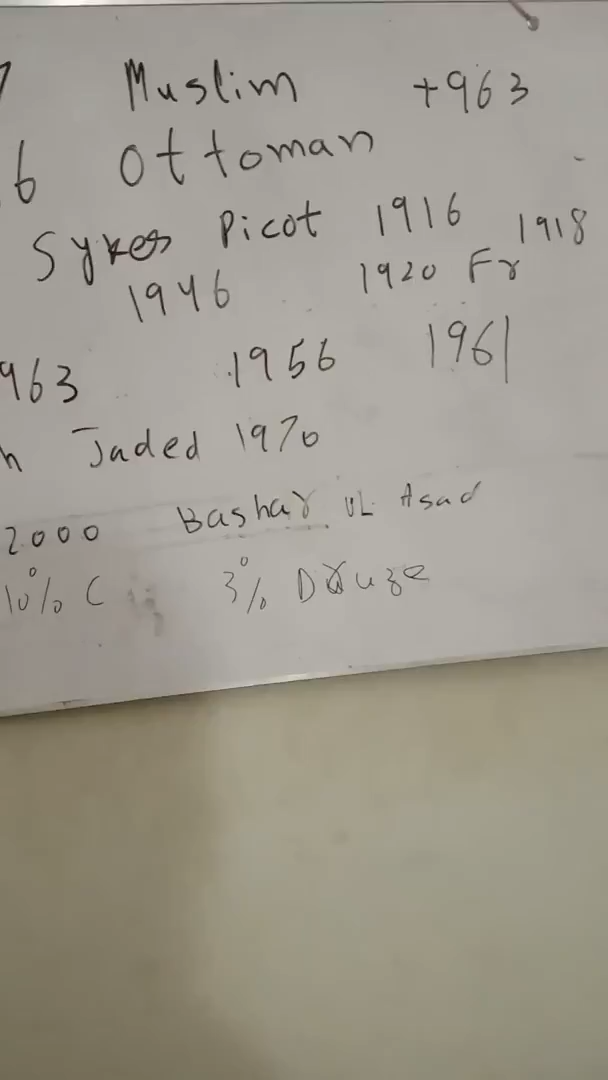 Muslim +963
6 Ottoman
Sykes Picot 1916 1918
1946 1920 Fr
963 1956 1961
h Jaded 1970
2000 Bashar UL Asad
10% C 3% Druze